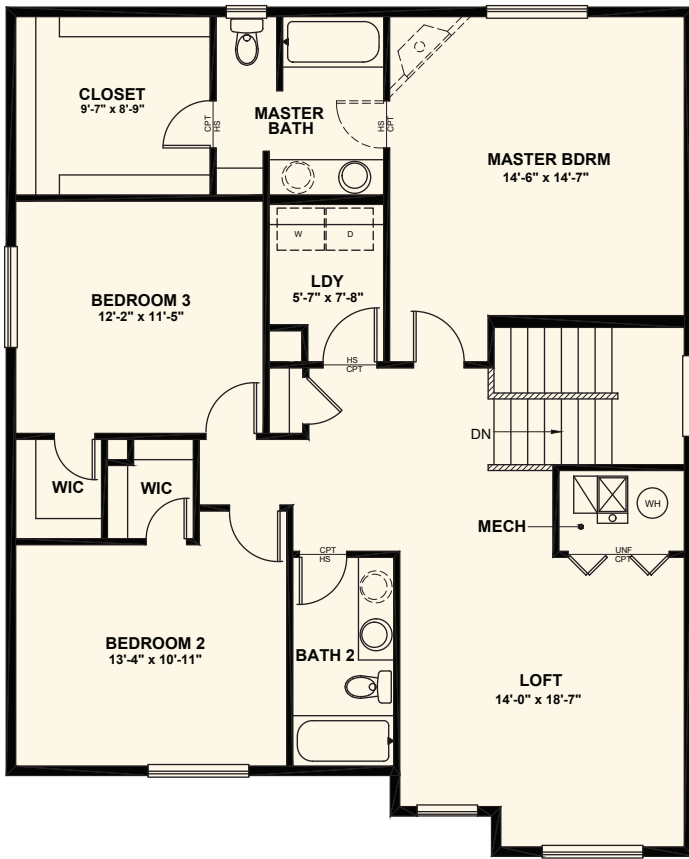 CLOSET
9'-7" x 8'-9"
CPT
HS
MASTER
BATH
HS
CPT
MASTER BDRM
14'-6" x 14'-7"
W
D
LDY
5'-7" x 7'-8"
BEDROOM 3
12'-2" x 11'-5"
HS
CPT
DN
WIC
WIC
WH
MECH
CPT
HS
UNF
CPT
BEDROOM 2
13'-4" x 10'-11"
BATH 2
LOFT
14'-0" x 18'-7"